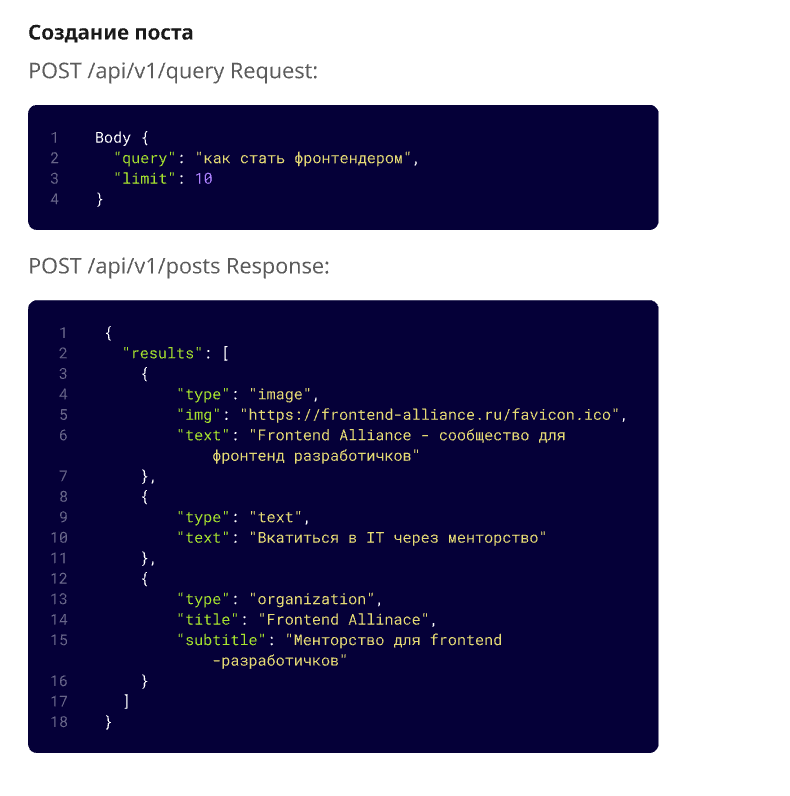 Создание поста
POST /api/v1/query Request:
1 Body {
2 "query": "как стать фронтендером",
3 "limit": 10
4 }
POST /api/v1/posts Response:
1 {
2 "results": [
3 {
4 "type": "image",
5 "img": "https://frontend-alliance.ru/favicon.ico",
6 "text": "Frontend Alliance - сообщество для
фронтенд разработичков"
7 },
8 {
9 "type": "text",
10 "text": "Вкатиться в IT через менторство"
11 },
12 {
13 "type": "organization",
14 "title": "Frontend Allinace",
15 "subtitle": "Менторство для frontend
-разработичков"
16 }
17 ]
18 }